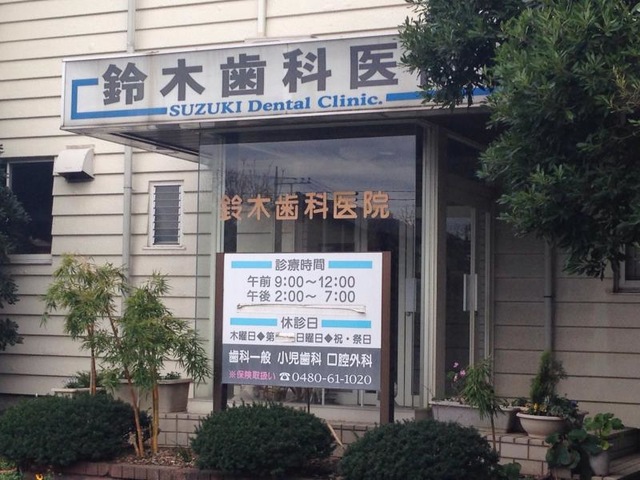 鈴木歯科医
SUZUKI Dental Clinic.
鈴木歯科医院
診療時間
午前 9:00～12:00
午後 2:00～ 7:00
休診日
木曜日◆第 日曜日◆祝・祭日
歯科一般 小児歯科 口腔外科
※保険取扱い ☎0480-61-1020